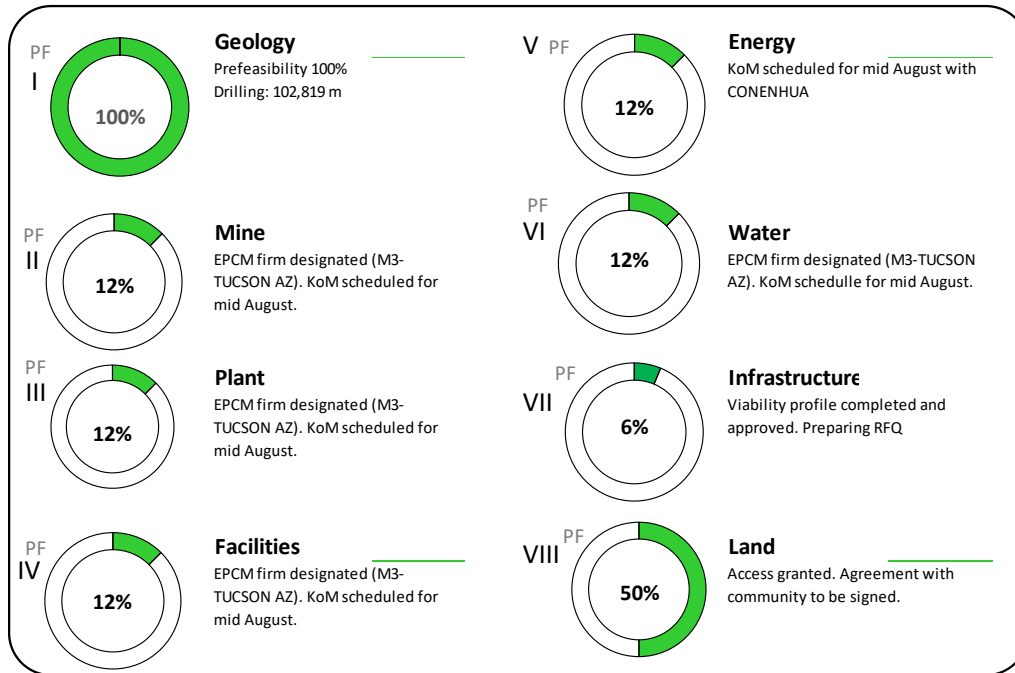 PF
I
100%
Geology
Prefeasibility 100%
Drilling: 102,819 m
PF
II
12%
Mine
EPCM firm designated (M3-
TUCSON AZ). KoM scheduled for
mid August.
PF
III
12%
Plant
EPCM firm designated (M3-
TUCSON AZ). KoM scheduled for
mid August.
PF
IV
12%
Facilities
EPCM firm designated (M3-
TUCSON AZ). KoM scheduled for
mid August.
V PF
12%
Energy
KoM scheduled for mid August with
CONENHUA
PF
VI
12%
Water
EPCM firm designated (M3-TUCSON
AZ). KoM schedulle for mid August.
PF
VII
6%
Infrastructure
Viability profile completed and
approved. Preparing RFQ
PF
VIII
50%
Land
Access granted. Agreement with
community to be signed.